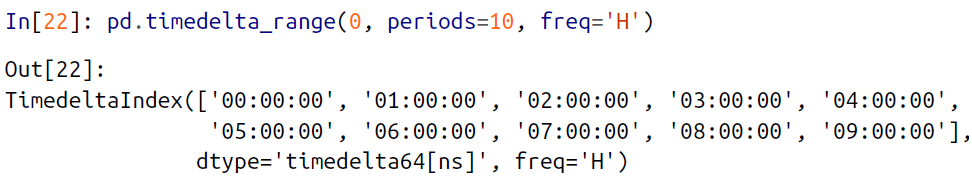 In[22]: pd.timedelta_range(0, periods=10, freq='H')
Out[22]:
TimedeltaIndex(['00:00:00', '01:00:00', '02:00:00', '03:00:00', '04:00:00',
'05:00:00', '06:00:00', '07:00:00', '08:00:00', '09:00:00'],
dtype='timedelta64[ns]', freq='H')